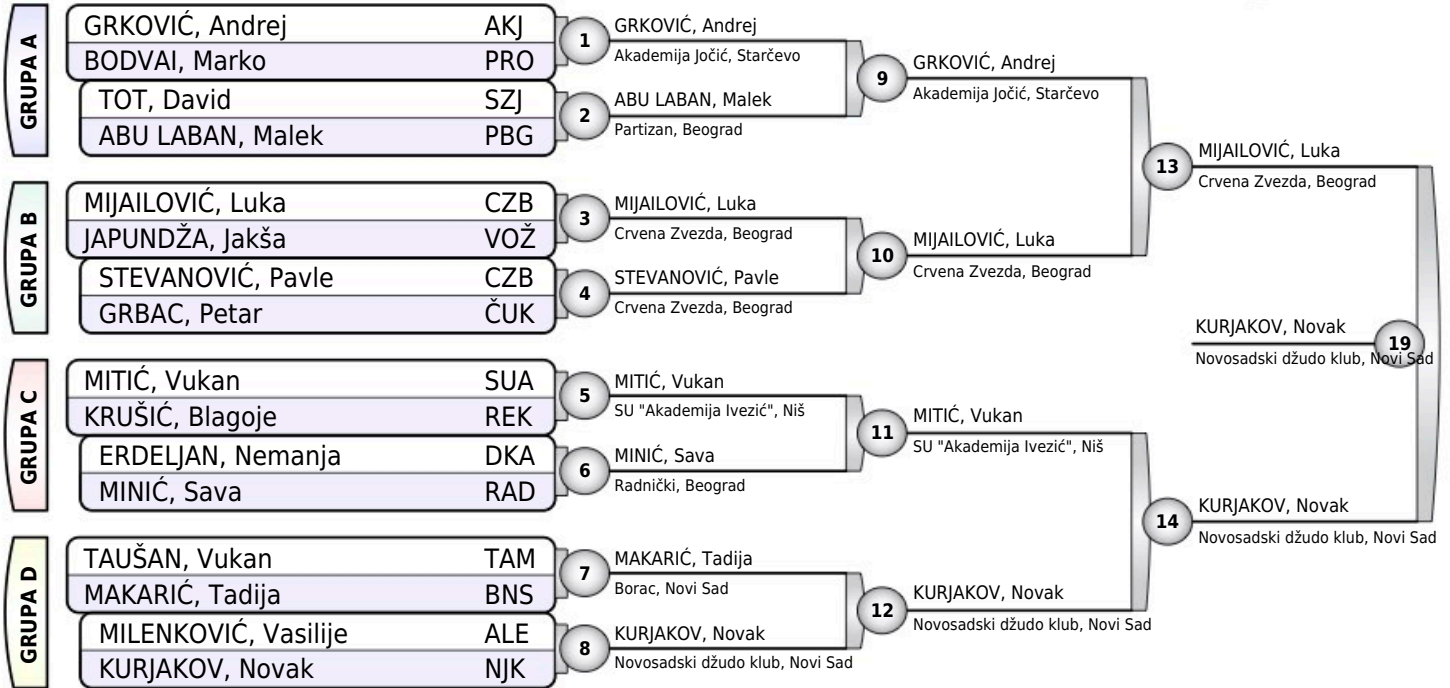 GRUPA A
GRKOVIĆ, Andrej AKJ
BODVAI, Marko PRO
TOT, David SZJ
ABU LABAN, Malek PBG
GRUPA B
MIJAILOVIĆ, Luka CZB
JAPUNDŽA, Jakša VOŽ
STEVANOVIĆ, Pavle CZB
GRBAC, Petar ČUK
GRUPA C
MITIĆ, Vukan SUA
KRUŠIĆ, Blagoje REK
ERDELJAN, Nemanja DKA
MINIĆ, Sava RAD
GRUPA D
TAUŠAN, Vukan TAM
MAKARIĆ, Tadija BNS
MILENKOVIĆ, Vasilije ALE
KURJAKOV, Novak NJK
1
GRKOVIĆ, Andrej
Akademija Jočić, Starčevo
2
ABU LABAN, Malek
Partizan, Beograd
3
MIJAILOVIĆ, Luka
Crvena Zvezda, Beograd
4
STEVANOVIĆ, Pavle
Crvena Zvezda, Beograd
5
MITIĆ, Vukan
SU "Akademija Ivezić", Niš
6
MINIĆ, Sava
Radnički, Beograd
7
MAKARIĆ, Tadija
Borac, Novi Sad
8
KURJAKOV, Novak
Novosadski džudo klub, Novi Sad
9
GRKOVIĆ, Andrej
Akademija Jočić, Starčevo
10
MIJAILOVIĆ, Luka
Crvena Zvezda, Beograd
11
MITIĆ, Vukan
SU "Akademija Ivezić", Niš
12
KURJAKOV, Novak
Novosadski džudo klub, Novi Sad
13
MIJAILOVIĆ, Luka
Crvena Zvezda, Beograd
14
KURJAKOV, Novak
Novosadski džudo klub, Novi Sad
19
KURJAKOV, Novak
Novosadski džudo klub, Novi Sad